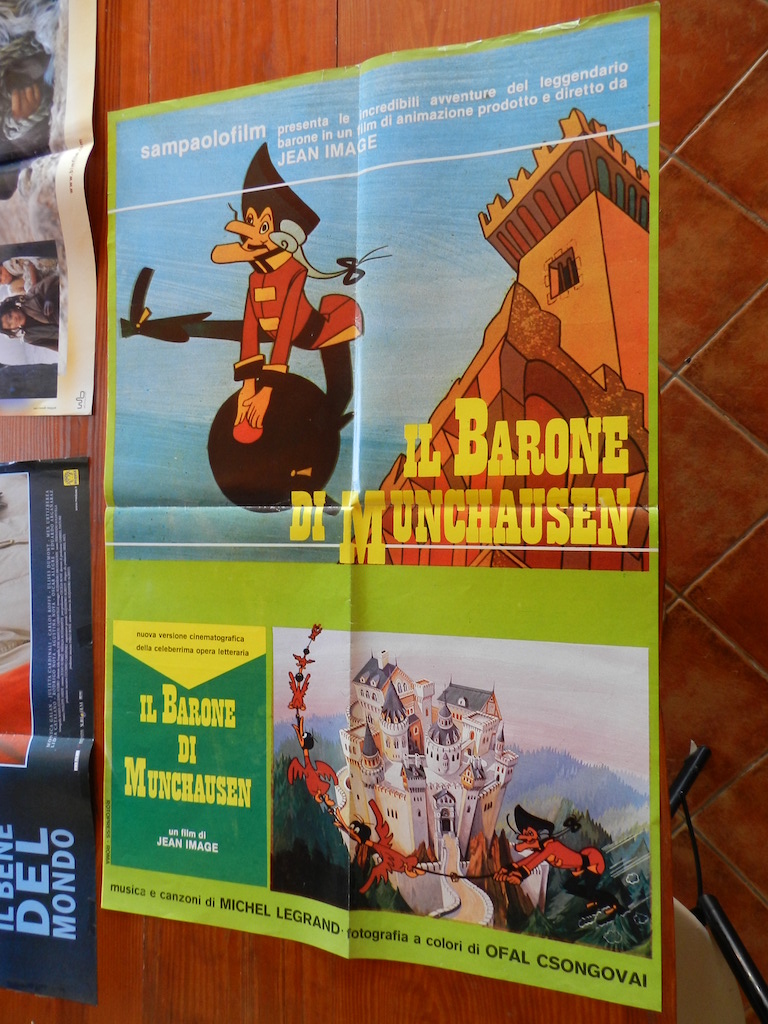 sampaolofilm
presenta le incredibili avventure del leggendario
barone in un film di animazione prodotto e diretto da
JEAN IMAGE
IL BARONE
DI MUNCHAUSEN
nuova versione cinematografica
della celeberrima opera letteraria
IL BARONE
DI
MUNCHAUSEN
un film di
JEAN IMAGE
musica e canzoni di MICHEL LEGRAND
fotografia a colori di OFAL CSONGOVAI
IL BENE
DEL
MONDO